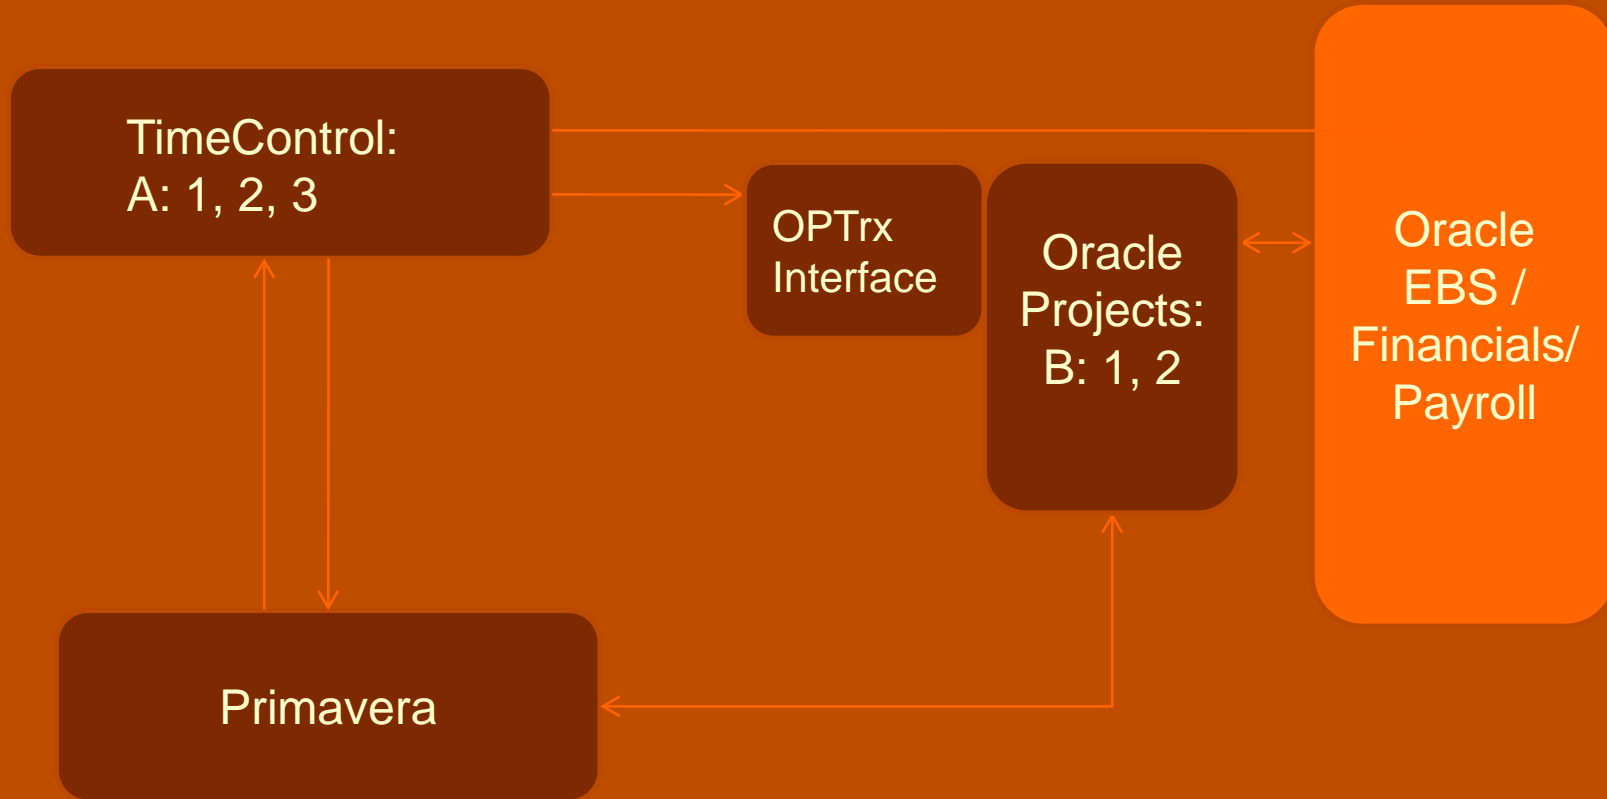 TimeControl:
A: 1, 2, 3
OPTrx
Interface
Oracle
Projects:
B: 1, 2
Oracle
EBS /
Financials/
Payroll
Primavera